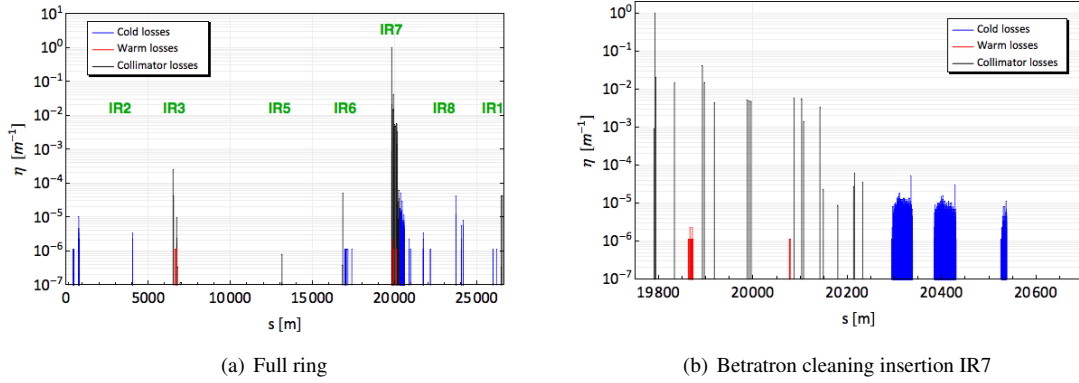 Cold losses
Warm losses
Collimator losses
IR7
IR2
IR3
IR5
IR6
IR8
IR1
η [m⁻¹]
10¹
10⁰
10⁻¹
10⁻²
10⁻³
10⁻⁴
10⁻⁵
10⁻⁶
10⁻⁷
0 5000 10000 15000 20000 25000
s [m]
(a) Full ring
Cold losses
Warm losses
Collimator losses
η [m⁻¹]
10⁰
10⁻¹
10⁻²
10⁻³
10⁻⁴
10⁻⁵
10⁻⁶
10⁻⁷
19800 20000 20200 20400 20600
s [m]
(b) Betratron cleaning insertion IR7